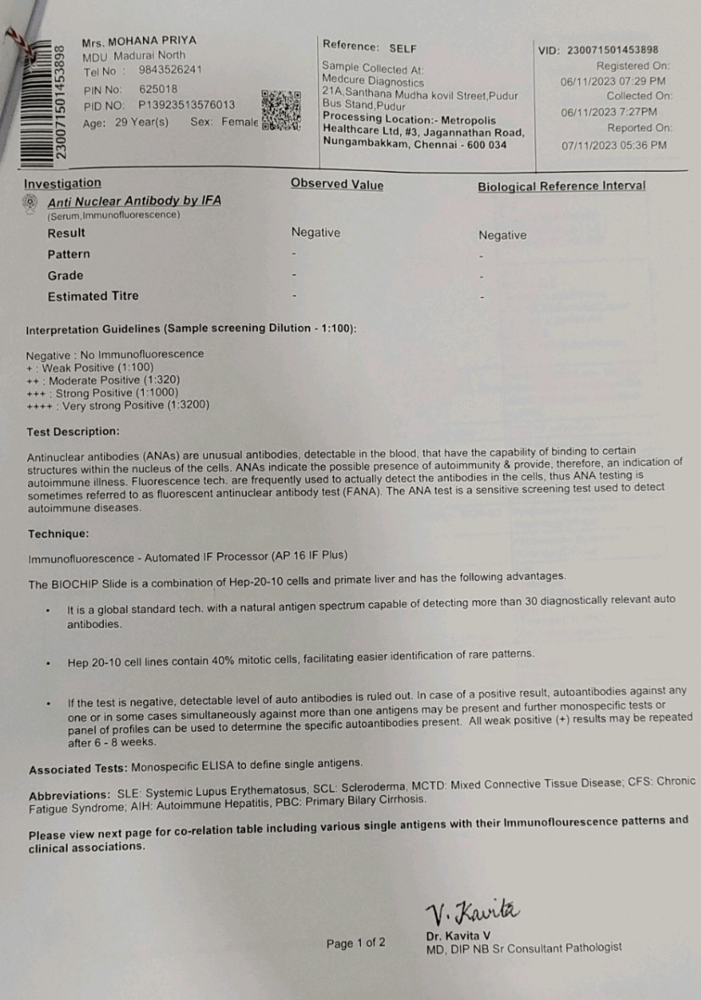 230071501453898
Mrs. MOHANA PRIYA
MDU Madurai North
Tel No : 9843526241
PIN No: 625018
PID NO: P13923513576013
Age: 29 Year(s) Sex: Female
Reference: SELF
Sample Collected At:
Medcure Diagnostics
21A,Santhana Mudha kovil Street,Pudur
Bus Stand,Pudur
Processing Location:- Metropolis
Healthcare Ltd, #3, Jagannathan Road,
Nungambakkam, Chennai - 600 034
VID: 230071501453898
Registered On:
06/11/2023 07:29 PM
Collected On:
06/11/2023 7:27PM
Reported On:
07/11/2023 05:36 PM
Investigation Observed Value Biological Reference Interval
Anti Nuclear Antibody by IFA
(Serum,Immunofluorescence)
Result Negative Negative
Pattern - -
Grade - -
Estimated Titre - -
Interpretation Guidelines (Sample screening Dilution - 1:100):
Negative : No Immunofluorescence
+ : Weak Positive (1:100)
++ : Moderate Positive (1:320)
+++ : Strong Positive (1:1000)
++++ : Very strong Positive (1:3200)
Test Description:
Antinuclear antibodies (ANAs) are unusual antibodies, detectable in the blood, that have the capability of binding to certain
structures within the nucleus of the cells. ANAs indicate the possible presence of autoimmunity & provide, therefore, an indication of
autoimmune illness. Fluorescence tech. are frequently used to actually detect the antibodies in the cells, thus ANA testing is
sometimes referred to as fluorescent antinuclear antibody test (FANA). The ANA test is a sensitive screening test used to detect
autoimmune diseases.
Technique:
Immunofluorescence - Automated IF Processor (AP 16 IF Plus)
The BIOCHIP Slide is a combination of Hep-20-10 cells and primate liver and has the following advantages.
• It is a global standard tech. with a natural antigen spectrum capable of detecting more than 30 diagnostically relevant auto
antibodies.
• Hep 20-10 cell lines contain 40% mitotic cells, facilitating easier identification of rare patterns.
• If the test is negative, detectable level of auto antibodies is ruled out. In case of a positive result, autoantibodies against any
one or in some cases simultaneously against more than one antigens may be present and further monospecific tests or
panel of profiles can be used to determine the specific autoantibodies present. All weak positive (+) results may be repeated
after 6 - 8 weeks.
Associated Tests: Monospecific ELISA to define single antigens.
Abbreviations: SLE: Systemic Lupus Erythematosus, SCL: Scleroderma, MCTD: Mixed Connective Tissue Disease; CFS: Chronic
Fatigue Syndrome; AIH: Autoimmune Hepatitis, PBC: Primary Bilary Cirrhosis.
Please view next page for co-relation table including various single antigens with their Immunoflourescence patterns and
clinical associations.
V. Kavita
Page 1 of 2
Dr. Kavita V
MD, DIP NB Sr Consultant Pathologist